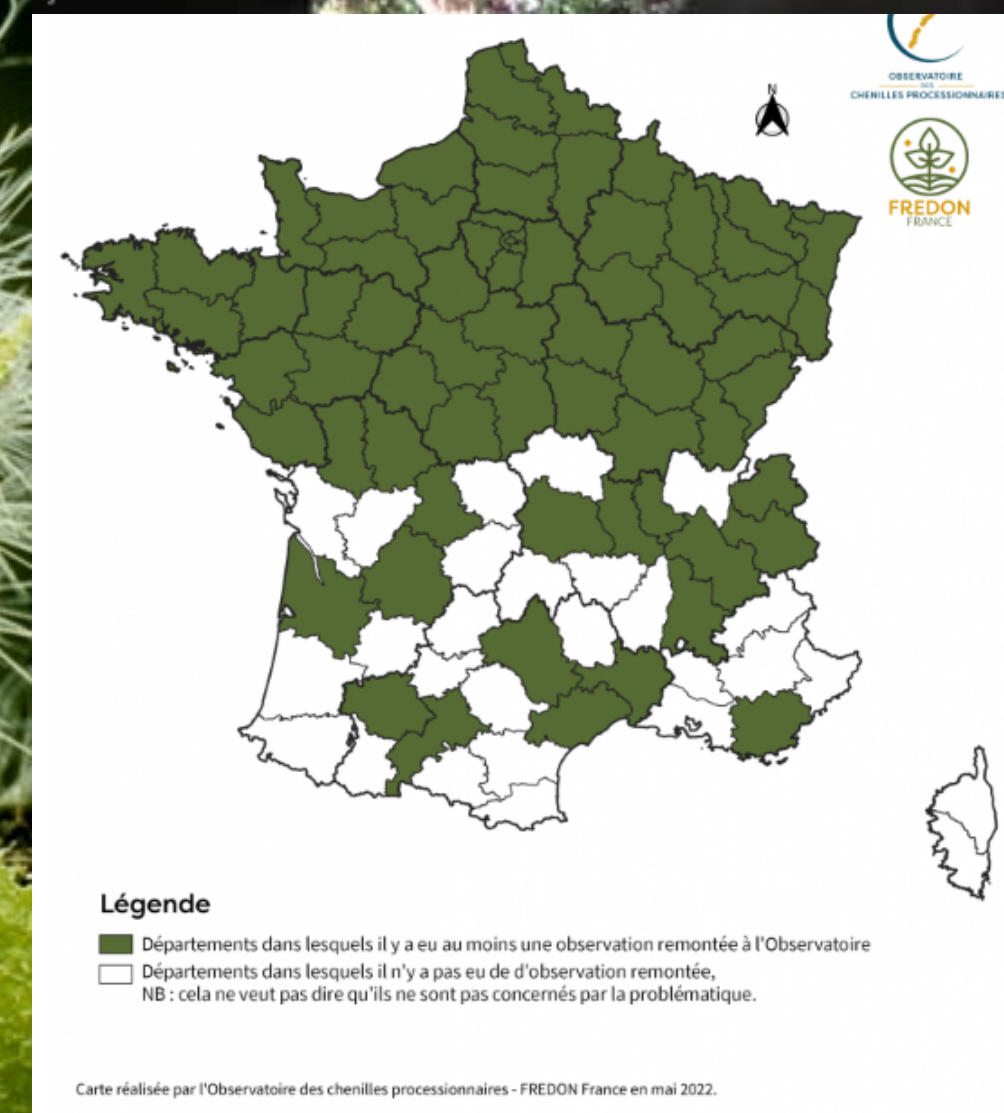 N
OBSERVATOIRE
DES
CHENILLES PROCESSIONNAIRES
FREDON
FRANCE
Légende
Départements dans lesquels il y a eu au moins une observation remontée à l'Observatoire
Départements dans lesquels il n'y a pas eu de d'observation remontée,
NB : cela ne veut pas dire qu'ils ne sont pas concernés par la problématique.
Carte réalisée par l'Observatoire des chenilles processionnaires - FREDON France en mai 2022.